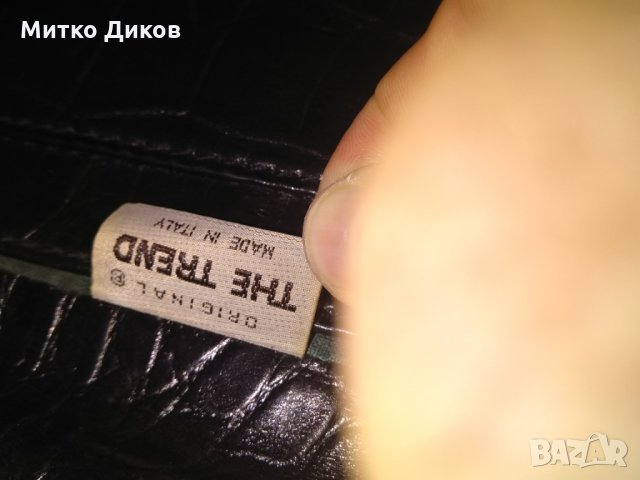 Митко Диков
ORIGINAL ®
THE TREND
MADE IN ITALY
BAZAR